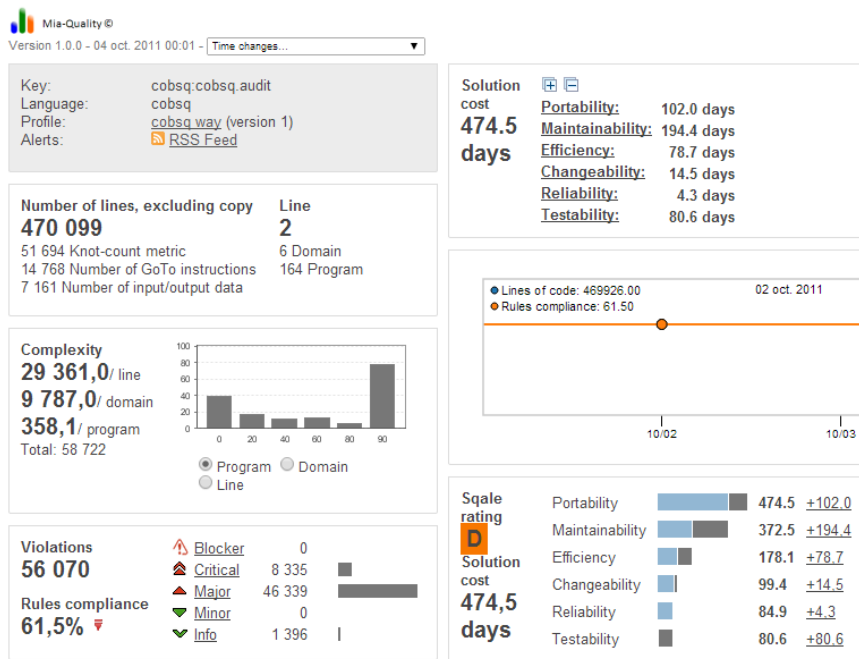 Mia-Quality ©
Version 1.0.0 - 04 oct. 2011 00:01 - Time changes...
Key: cobsq:cobsq.audit
Language: cobsq
Profile: cobsq way (version 1)
Alerts: RSS Feed
Number of lines, excluding copy
470 099
51 694 Knot-count metric
14 768 Number of GoTo instructions
7 161 Number of input/output data
Line
2
6 Domain
164 Program
Complexity
29 361,0/ line
9 787,0/ domain
358,1/ program
Total: 58 722
100
80
60
40
20
0
0 20 40 60 80 90
Program Domain
Line
Violations
56 070
Rules compliance
61,5%
Blocker 0
Critical 8 335
Major 46 339
Minor 0
Info 1 396
Solution
cost
474.5
days
Portability: 102.0 days
Maintainability: 194.4 days
Efficiency: 78.7 days
Changeability: 14.5 days
Reliability: 4.3 days
Testability: 80.6 days
Lines of code: 469926.00 02 oct. 2011
Rules compliance: 61.50
10/02 10/03
Sqale
rating
D
Solution
cost
474,5
days
Portability 474.5 +102.0
Maintainability 372.5 +194.4
Efficiency 178.1 +78.7
Changeability 99.4 +14.5
Reliability 84.9 +4.3
Testability 80.6 +80.6